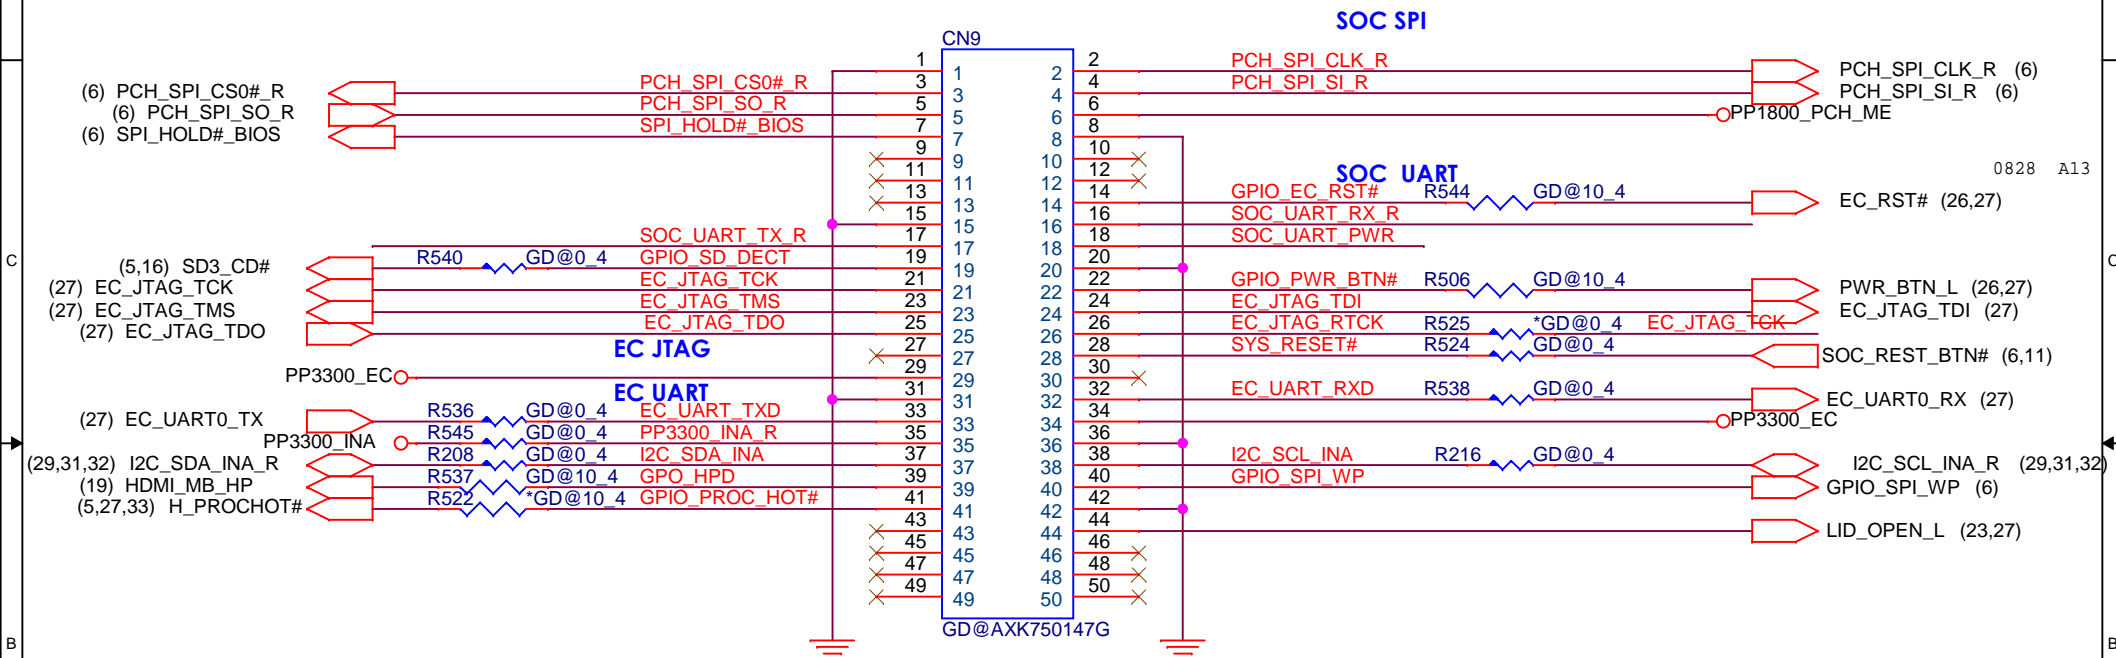 SOC SPI
CN9
1 2 PCH_SPI_CLK_R
1 2 PCH_SPI_CLK_R (6)
(6) PCH_SPI_CS0#_R PCH_SPI_CS0#_R 3 3 4 4 PCH_SPI_SI_R PCH_SPI_SI_R (6)
(6) PCH_SPI_SO_R PCH_SPI_SO_R 5 5 6 6 PP1800_PCH_ME
(6) SPI_HOLD#_BIOS SPI_HOLD#_BIOS 7 7 8 8
9 9 10 10
0828 A13
SOC UART
11 11 12 12
13 13 14 14 GPIO_EC_RST# R544 GD@10_4 EC_RST# (26,27)
15 15 16 16 SOC_UART_RX_R
SOC_UART_TX_R 17 17 18 18 SOC_UART_PWR
(5,16) SD3_CD# R540 GD@0_4 GPIO_SD_DECT 19 19 20 20
C C
(27) EC_JTAG_TCK EC_JTAG_TCK 21 21 22 22 GPIO_PWR_BTN# R506 GD@10_4 PWR_BTN_L (26,27)
(27) EC_JTAG_TMS EC_JTAG_TMS 23 23 24 24 EC_JTAG_TDI EC_JTAG_TDI (27)
(27) EC_JTAG_TDO EC_JTAG_TDO 25 25 26 26 EC_JTAG_RTCK R525 *GD@0_4 EC_JTAG_TCK
EC JTAG
27 27 28 28 SYS_RESET# R524 GD@0_4 SOC_REST_BTN# (6,11)
PP3300_EC 29 29 30 30
EC UART
31 31 32 32 EC_UART_RXD R538 GD@0_4 EC_UART0_RX (27)
(27) EC_UART0_TX R536 GD@0_4 EC_UART_TXD 33 33 34 34 PP3300_EC
PP3300_INA R545 GD@0_4 PP3300_INA_R 35 35 36 36
(29,31,32) I2C_SDA_INA_R R208 GD@0_4 I2C_SDA_INA 37 37 38 38 I2C_SCL_INA R216 GD@0_4 I2C_SCL_INA_R (29,31,32)
(19) HDMI_MB_HP R537 GD@10_4 GPO_HPD 39 39 40 40 GPIO_SPI_WP GPIO_SPI_WP (6)
(5,27,33) H_PROCHOT# R522 *GD@10_4 GPIO_PROC_HOT# 41 41 42 42
43 43 44 44 LID_OPEN_L (23,27)
45 45 46 46
47 47 48 48
49 49 50 50
GD@AXK750147G
B B